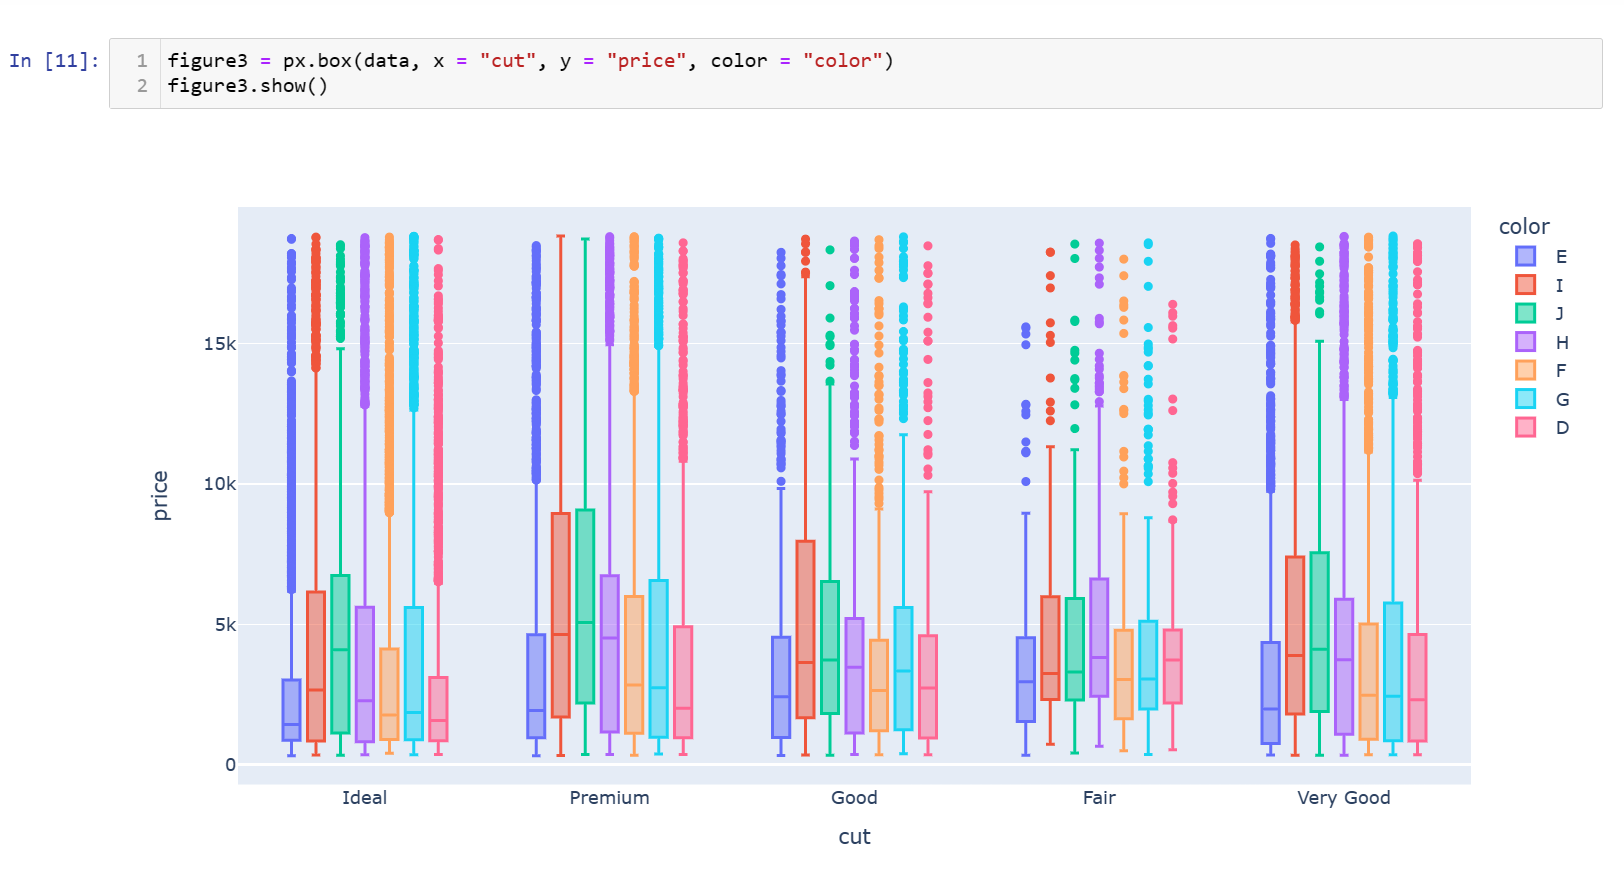 In [11]:
1 figure3 = px.box(data, x = "cut", y = "price", color = "color")
2 figure3.show()
color
E
I
J
H
F
G
D
price
15k
10k
5k
0
Ideal Premium Good Fair Very Good
cut